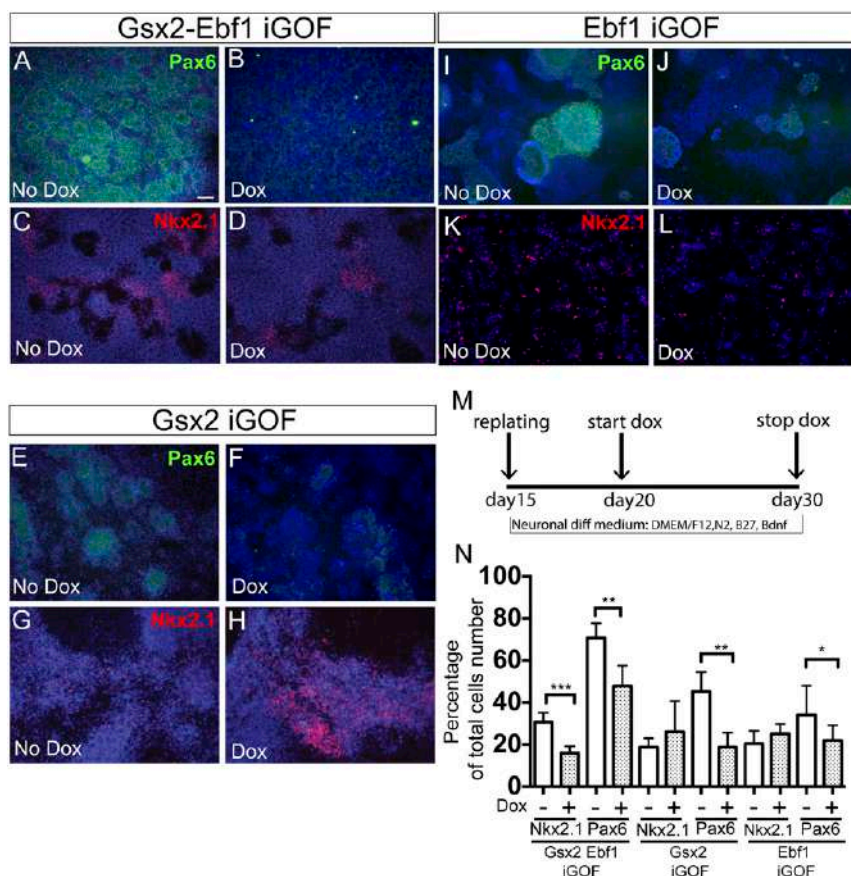 Gsx2-Ebf1 iGOF
Ebf1 iGOF
A
Pax6
B
I
Pax6
J
No Dox
Dox
No Dox
Dox
C
Nkx2.1
D
K
Nkx2.1
L
No Dox
Dox
No Dox
Dox
Gsx2 iGOF
E
Pax6
F
No Dox
Dox
G
Nkx2.1
H
No Dox
Dox
M
replating
start dox
stop dox
day15
day20
day30
Neuronal diff medium: DMEM/F12,N2, B27, Bdnf
N
Percentage
of total cells number
100
80
60
40
20
0
***
**
**
*
Dox - + - + - + - + - + - +
Nkx2.1 Pax6 Nkx2.1 Pax6 Nkx2.1 Pax6
Gsx2 Ebf1 Gsx2 Ebf1
iGOF iGOF iGOF